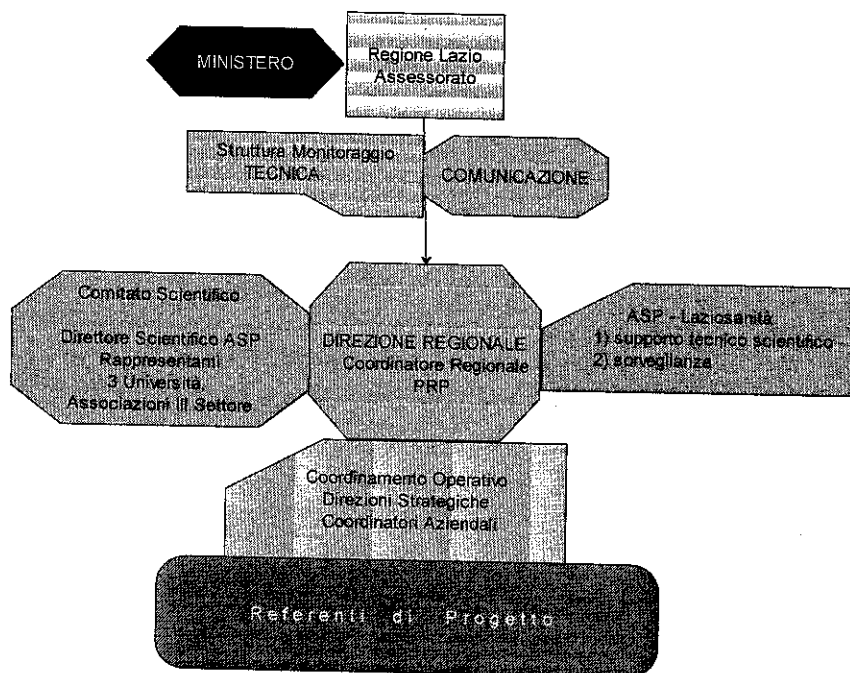 MINISTERO
Regione Lazio
Assessorato
Struttura Monitoraggio
TECNICA
COMUNICAZIONE
Comitato Scientifico
Direttore Scientifico ASP
Rappresentanti
3 Università,
Associazioni III Settore
DIREZIONE REGIONALE
Coordinatore Regionale
PRP
ASP - Laziosanità
1) supporto tecnico scientifico
2) sorveglianza
Coordinamento Operativo
Direzioni Strategiche
Coordinatori Aziendali
Referenti di Progetto